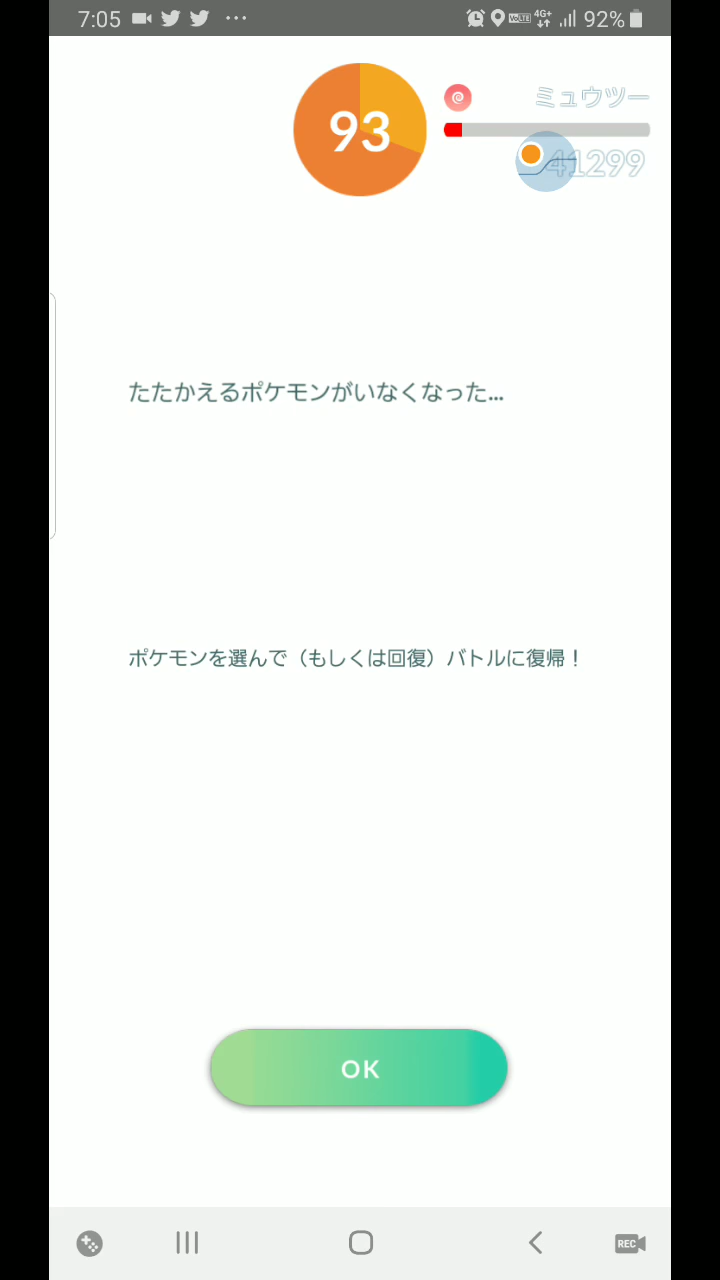 7:05 VoLTE 4G+ 92%
93
ミュウツー
41299
たたかえるポケモンがいなくなった...
ポケモンを選んで（もしくは回復）バトルに復帰！
OK
REC